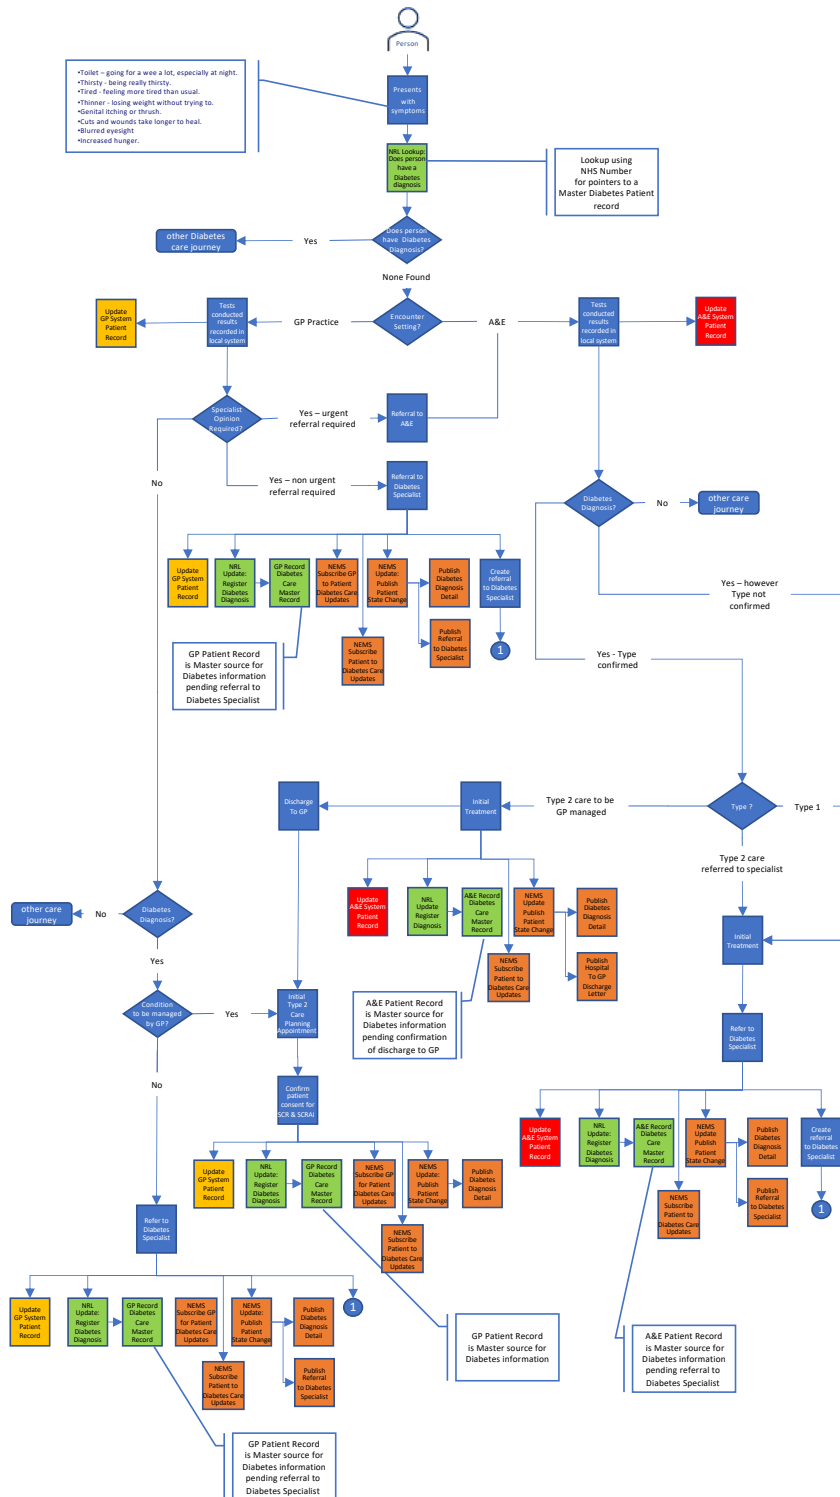 Person
•Toilet – going for a wee a lot, especially at night.
•Thirsty - being really thirsty.
•Tired - feeling more tired than usual.
•Thinner - losing weight without trying to.
•Genital itching or thrush.
•Cuts and wounds take longer to heal.
•Blurred eyesight
•Increased hunger.
Presents
with
symptoms
NRL Lookup:
Does person
have a
Diabetes
diagnosis
Lookup using
NHS Number
for pointers to a
Master Diabetes Patient
record
Does person
have Diabetes
Diagnosis?
Yes
other Diabetes
care journey
None Found
Encounter
Setting?
GP Practice
A&E
Tests
conducted
results
recorded in
local system
Update
GP System
Patient
Record
Tests
conducted
results
recorded in
local system
Update
A&E System
Patient
Record
Specialist
Opinion
Required?
Yes – urgent
referral required
Referral to
A&E
No
Yes – non urgent
referral required
Referral to
Diabetes
Specialist
Diabetes
Diagnosis?
No
other care
journey
Update
GP System
Patient
Record
NRL
Update:
Register
Diabetes
Diagnosis
GP Record
Diabetes
Care
Master
Record
NEMS
Subscribe GP
to Patient
Diabetes Care
Updates
NEMS
Update:
Publish
Patient
State Change
Publish
Diabetes
Diagnosis
Detail
Create
referral
to Diabetes
Specialist
Yes – however
Type not
confirmed
NEMS
Subscribe
Patient to
Diabetes Care
Updates
Publish
Referral
to Diabetes
Specialist
1
GP Patient Record
is Master source for
Diabetes information
pending referral to
Diabetes Specialist
Yes - Type
confirmed
Discharge
To GP
Initial
Treatment
Type 2 care to be
GP managed
Type ?
Type 1
Type 2 care
referred to specialist
Update
A&E System
Patient
Record
NRL
Update
Register
Diagnosis
A&E Record
Diabetes
Care
Master
Record
NEMS
Update
Publish
Patient
State Change
Publish
Diabetes
Diagnosis
Detail
other care
journey
No
Diabetes
Diagnosis?
Initial
Treatment
NEMS
Subscribe
Patient to
Diabetes Care
Updates
Publish
Hospital
To GP
Discharge
Letter
Yes
Condition
to be managed
by GP?
Yes
Initial
Type 2
Care
Planning
Appointment
A&E Patient Record
is Master source for
Diabetes information
pending confirmation
of discharge to GP
Refer to
Diabetes
Specialist
No
Confirm
patient
consent for
SCR & SCRAI
Update
A&E System
Patient
Record
NRL
Update:
Register
Diabetes
Diagnosis
A&E Record
Diabetes
Care
Master
Record
NEMS
Update
Publish
Patient
State Change
Publish
Diabetes
Diagnosis
Detail
Create
referral
to Diabetes
Specialist
Update
GP System
Patient
Record
NRL
Update:
Register
Diabetes
Diagnosis
GP Record
Diabetes
Care
Master
Record
NEMS
Subscribe GP
for Patient
Diabetes Care
Updates
NEMS
Update:
Publish
Patient
State Change
Publish
Diabetes
Diagnosis
Detail
NEMS
Subscribe
Patient to
Diabetes Care
Updates
Publish
Referral
to Diabetes
Specialist
1
Refer to
Diabetes
Specialist
NEMS
Subscribe
Patient to
Diabetes Care
Updates
Update
GP System
Patient
Record
NRL
Update:
Register
Diabetes
Diagnosis
GP Record
Diabetes
Care
Master
Record
NEMS
Subscribe GP
for Patient
Diabetes Care
Updates
NEMS
Update:
Publish
Patient
State Change
Publish
Diabetes
Diagnosis
Detail
1
NEMS
Subscribe
Patient to
Diabetes Care
Updates
Publish
Referral
to Diabetes
Specialist
GP Patient Record
is Master source for
Diabetes information
A&E Patient Record
is Master source for
Diabetes information
pending referral to
Diabetes Specialist
GP Patient Record
is Master source for
Diabetes information
pending referral to
Diabetes Specialist